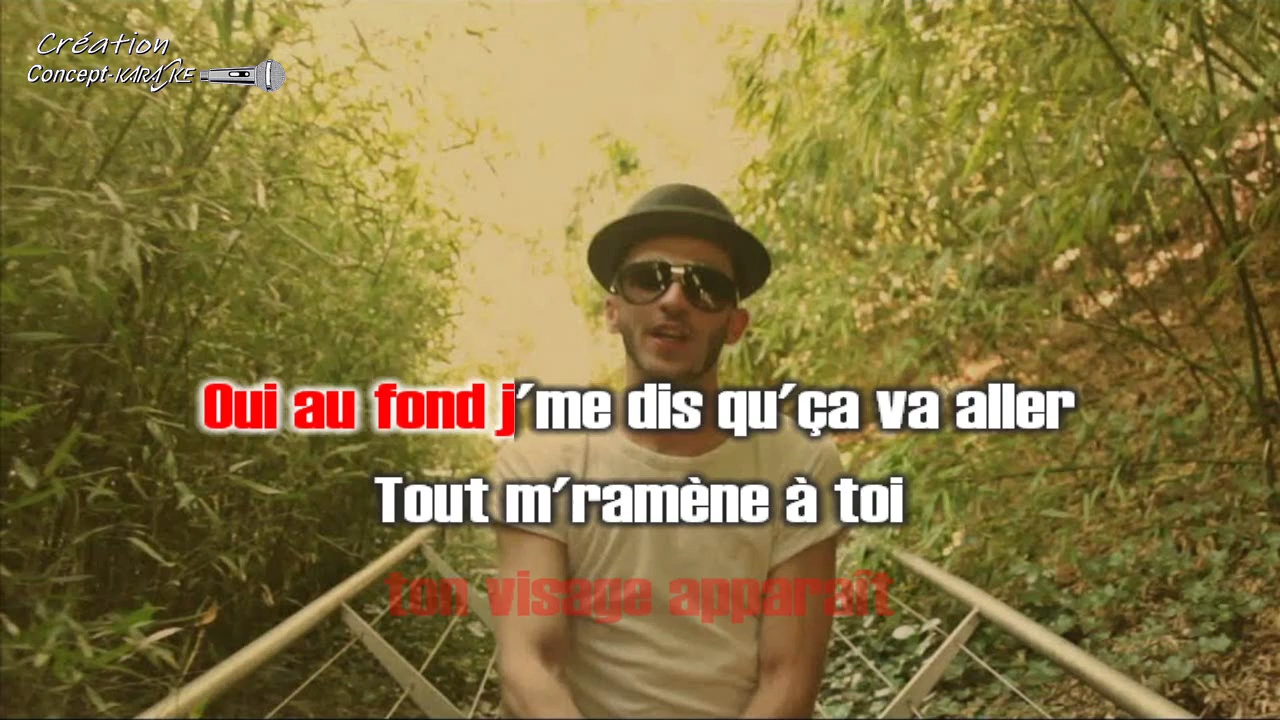 Création
Concept-KARAOKE
Oui au fond j'me dis qu'ça va aller
Tout m'ramène à toi
ton visage apparaît